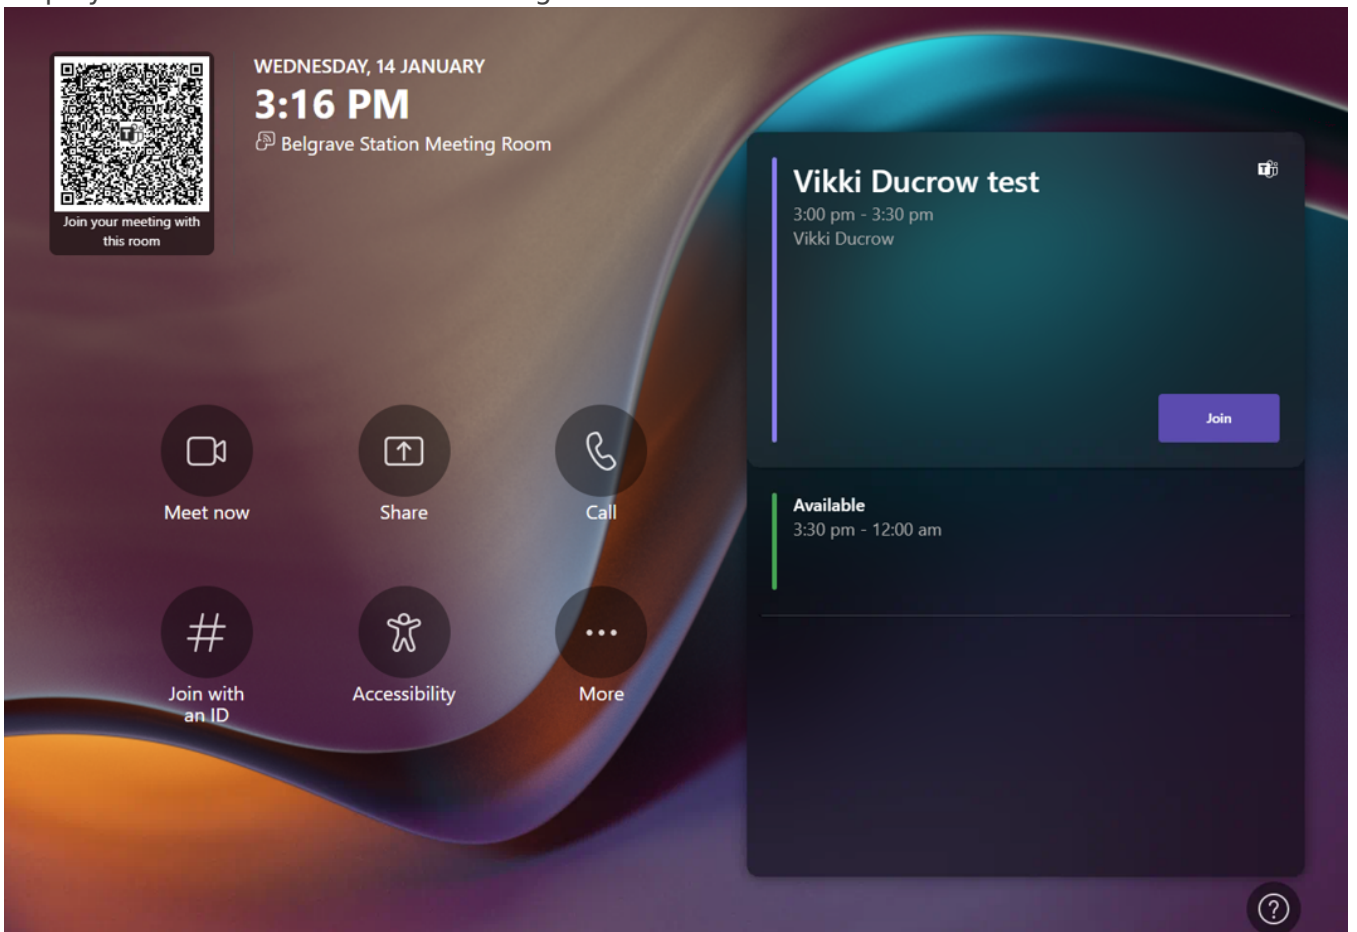 WEDNESDAY, 14 JANUARY
3:16 PM
Belgrave Station Meeting Room
Join your meeting with
this room
Vikki Ducrow test
3:00 pm - 3:30 pm
Vikki Ducrow
Join
Available
3:30 pm - 12:00 am
Meet now
Share
Call
Join with
an ID
Accessibility
More